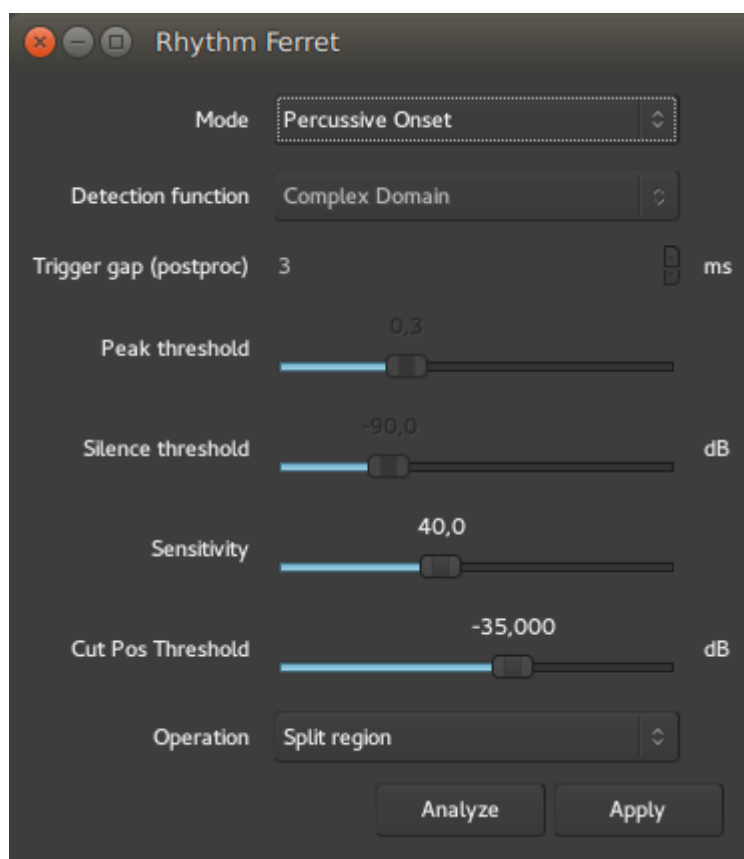 Rhythm Ferret
Mode Percussive Onset
Detection function Complex Domain
Trigger gap (postproc) 3 ms
0,3
Peak threshold
-90,0
Silence threshold dB
40,0
Sensitivity
-35,000
Cut Pos Threshold dB
Operation Split region
Analyze Apply